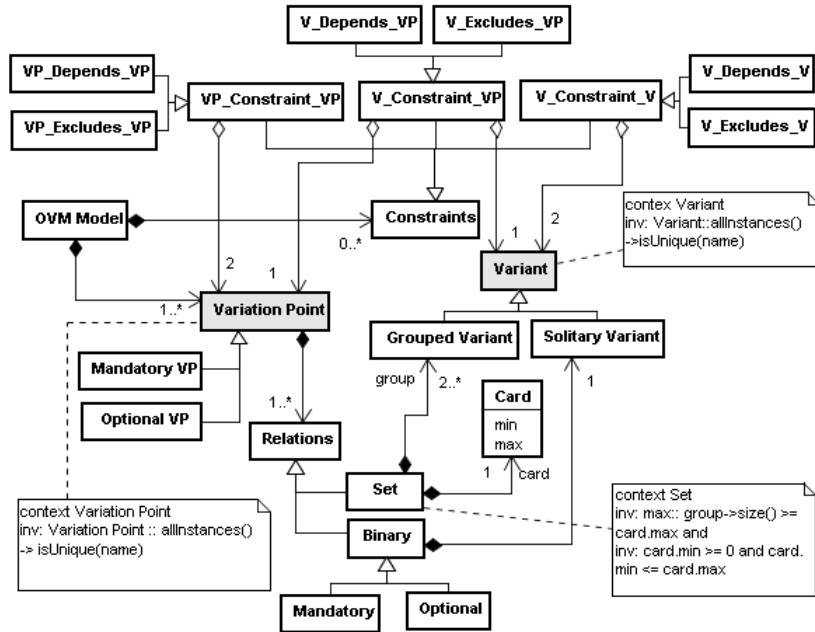 V_Depends_VP
V_Excludes_VP
VP_Depends_VP
VP_Excludes_VP
VP_Constraint_VP
V_Constraint_VP
V_Constraint_V
V_Depends_V
V_Excludes_V
OVM Model
Constraints
0..*
contex Variant
inv: Variant::allInstances()
->isUnique(name)
2
1
1
2
Variant
1..*
Variation Point
Grouped Variant
Solitary Variant
Mandatory VP
Optional VP
group
2..*
1
Card
min
max
1..*
Relations
1
card
Set
Binary
Mandatory
Optional
context Variation Point
inv: Variation Point :: allInstances()
-> isUnique(name)
context Set
inv: max:: group->size() >=
card.max and
inv: card.min >= 0 and card.
min <= card.max